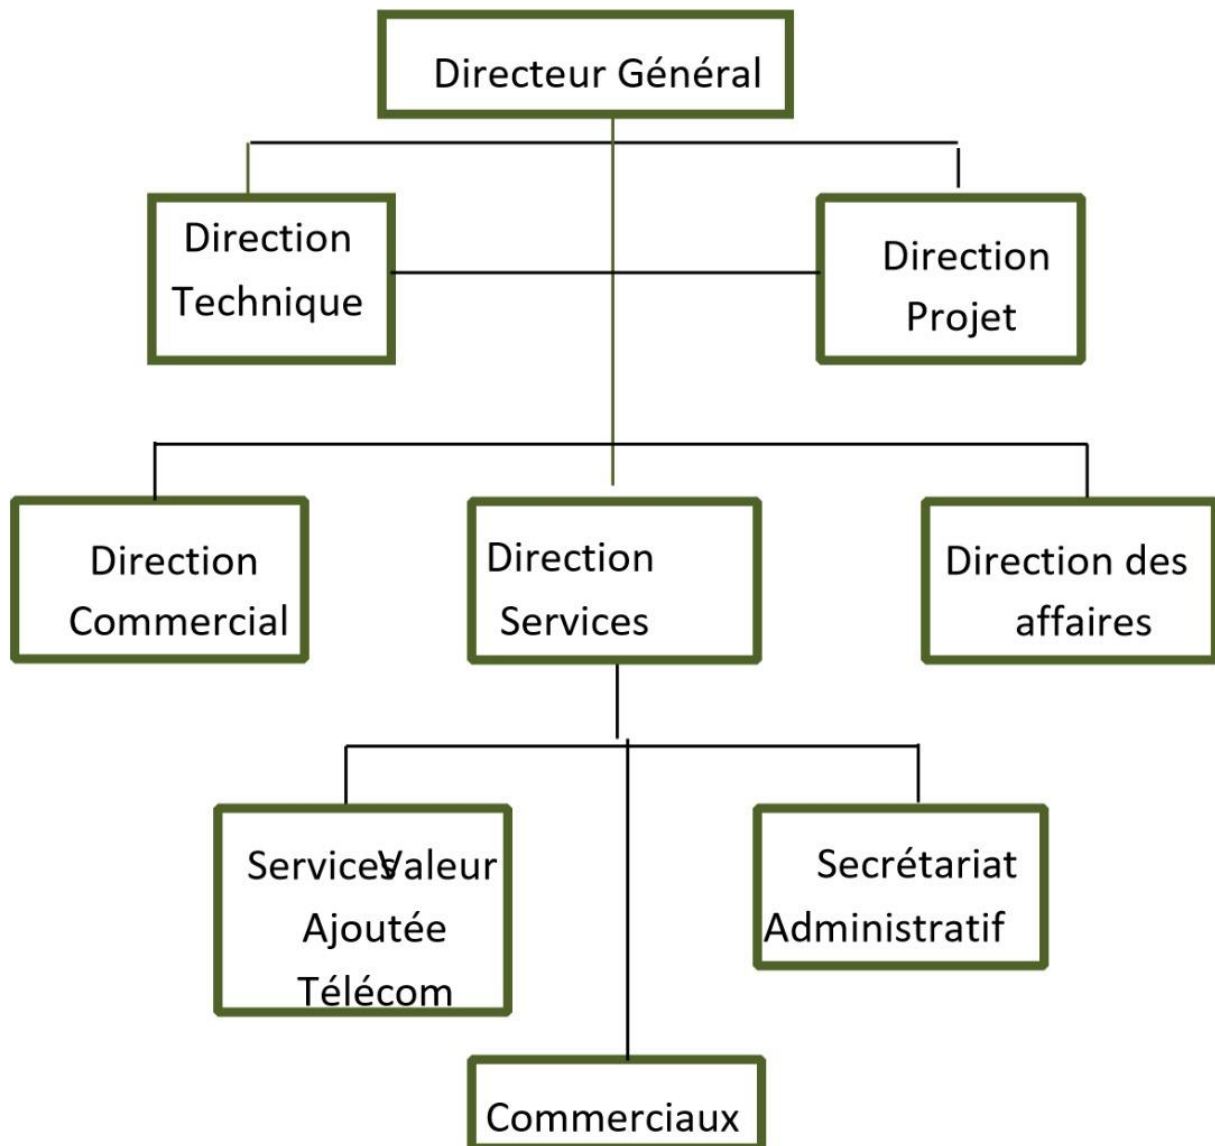 Directeur Général
Direction
Technique
Direction
Projet
Direction
Commercial
Direction
Services
Direction des
affaires
Services Valeur
Ajoutée
Télécom
Secrétariat
Administratif
Commerciaux